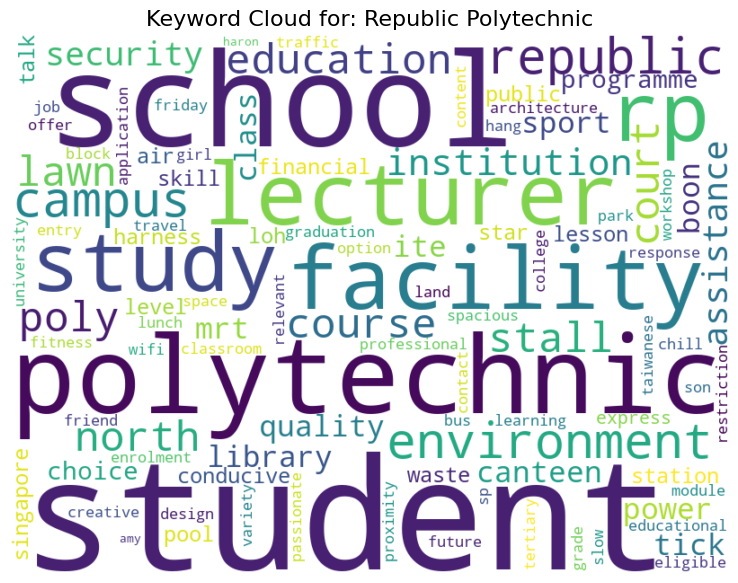 Keyword Cloud for: Republic Polytechnic
haron
traffic
talk
security
education
republic
school
content
public
programme
rp
job
offer
friday
architecture
hang
sport
application
class
block
air
girl
lawn
skill
financial
institution
court
workshop
boon
assistance
lecturer
campus
travel
park
entry
harness
loh
graduation
star
lesson
university
study
option
ite
college
response
facility
land
poly
level
space
mrt
relevant
course
spacious
lunch
stall
fitness
wifi
classroom
professional
taiwanese
chill
polytechnic
contact
son
restriction
friend
north
quality
bus
learning
express
enrolment
library
environment
singapore
choice
conducive
variety
passionate
proximity
waste
sp
canteen
station
module
student
creative
design
pool
amy
future
tertiary
grade
slow
power
educational
tick
eligible